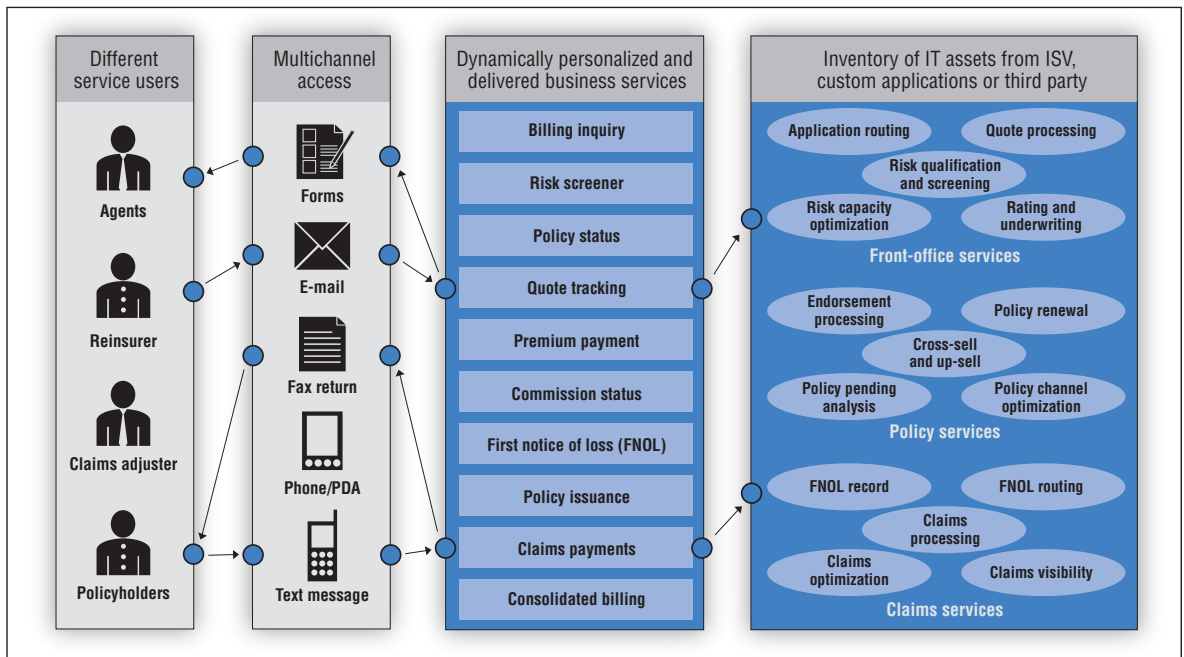 Different
service users
Agents
Reinsurer
Claims adjuster
Policyholders
Multichannel
access
Forms
E-mail
Fax return
Phone/PDA
Text message
Dynamically personalized and
delivered business services
Billing inquiry
Risk screener
Policy status
Quote tracking
Premium payment
Commission status
First notice of loss (FNOL)
Policy issuance
Claims payments
Consolidated billing
Inventory of IT assets from ISV,
custom applications or third party
Application routing
Quote processing
Risk qualification
and screening
Risk capacity
optimization
Rating and
underwriting
Front-office services
Endorsement
processing
Policy renewal
Cross-sell
and up-sell
Policy pending
analysis
Policy channel
optimization
Policy services
FNOL record
FNOL routing
Claims
processing
Claims
optimization
Claims visibility
Claims services